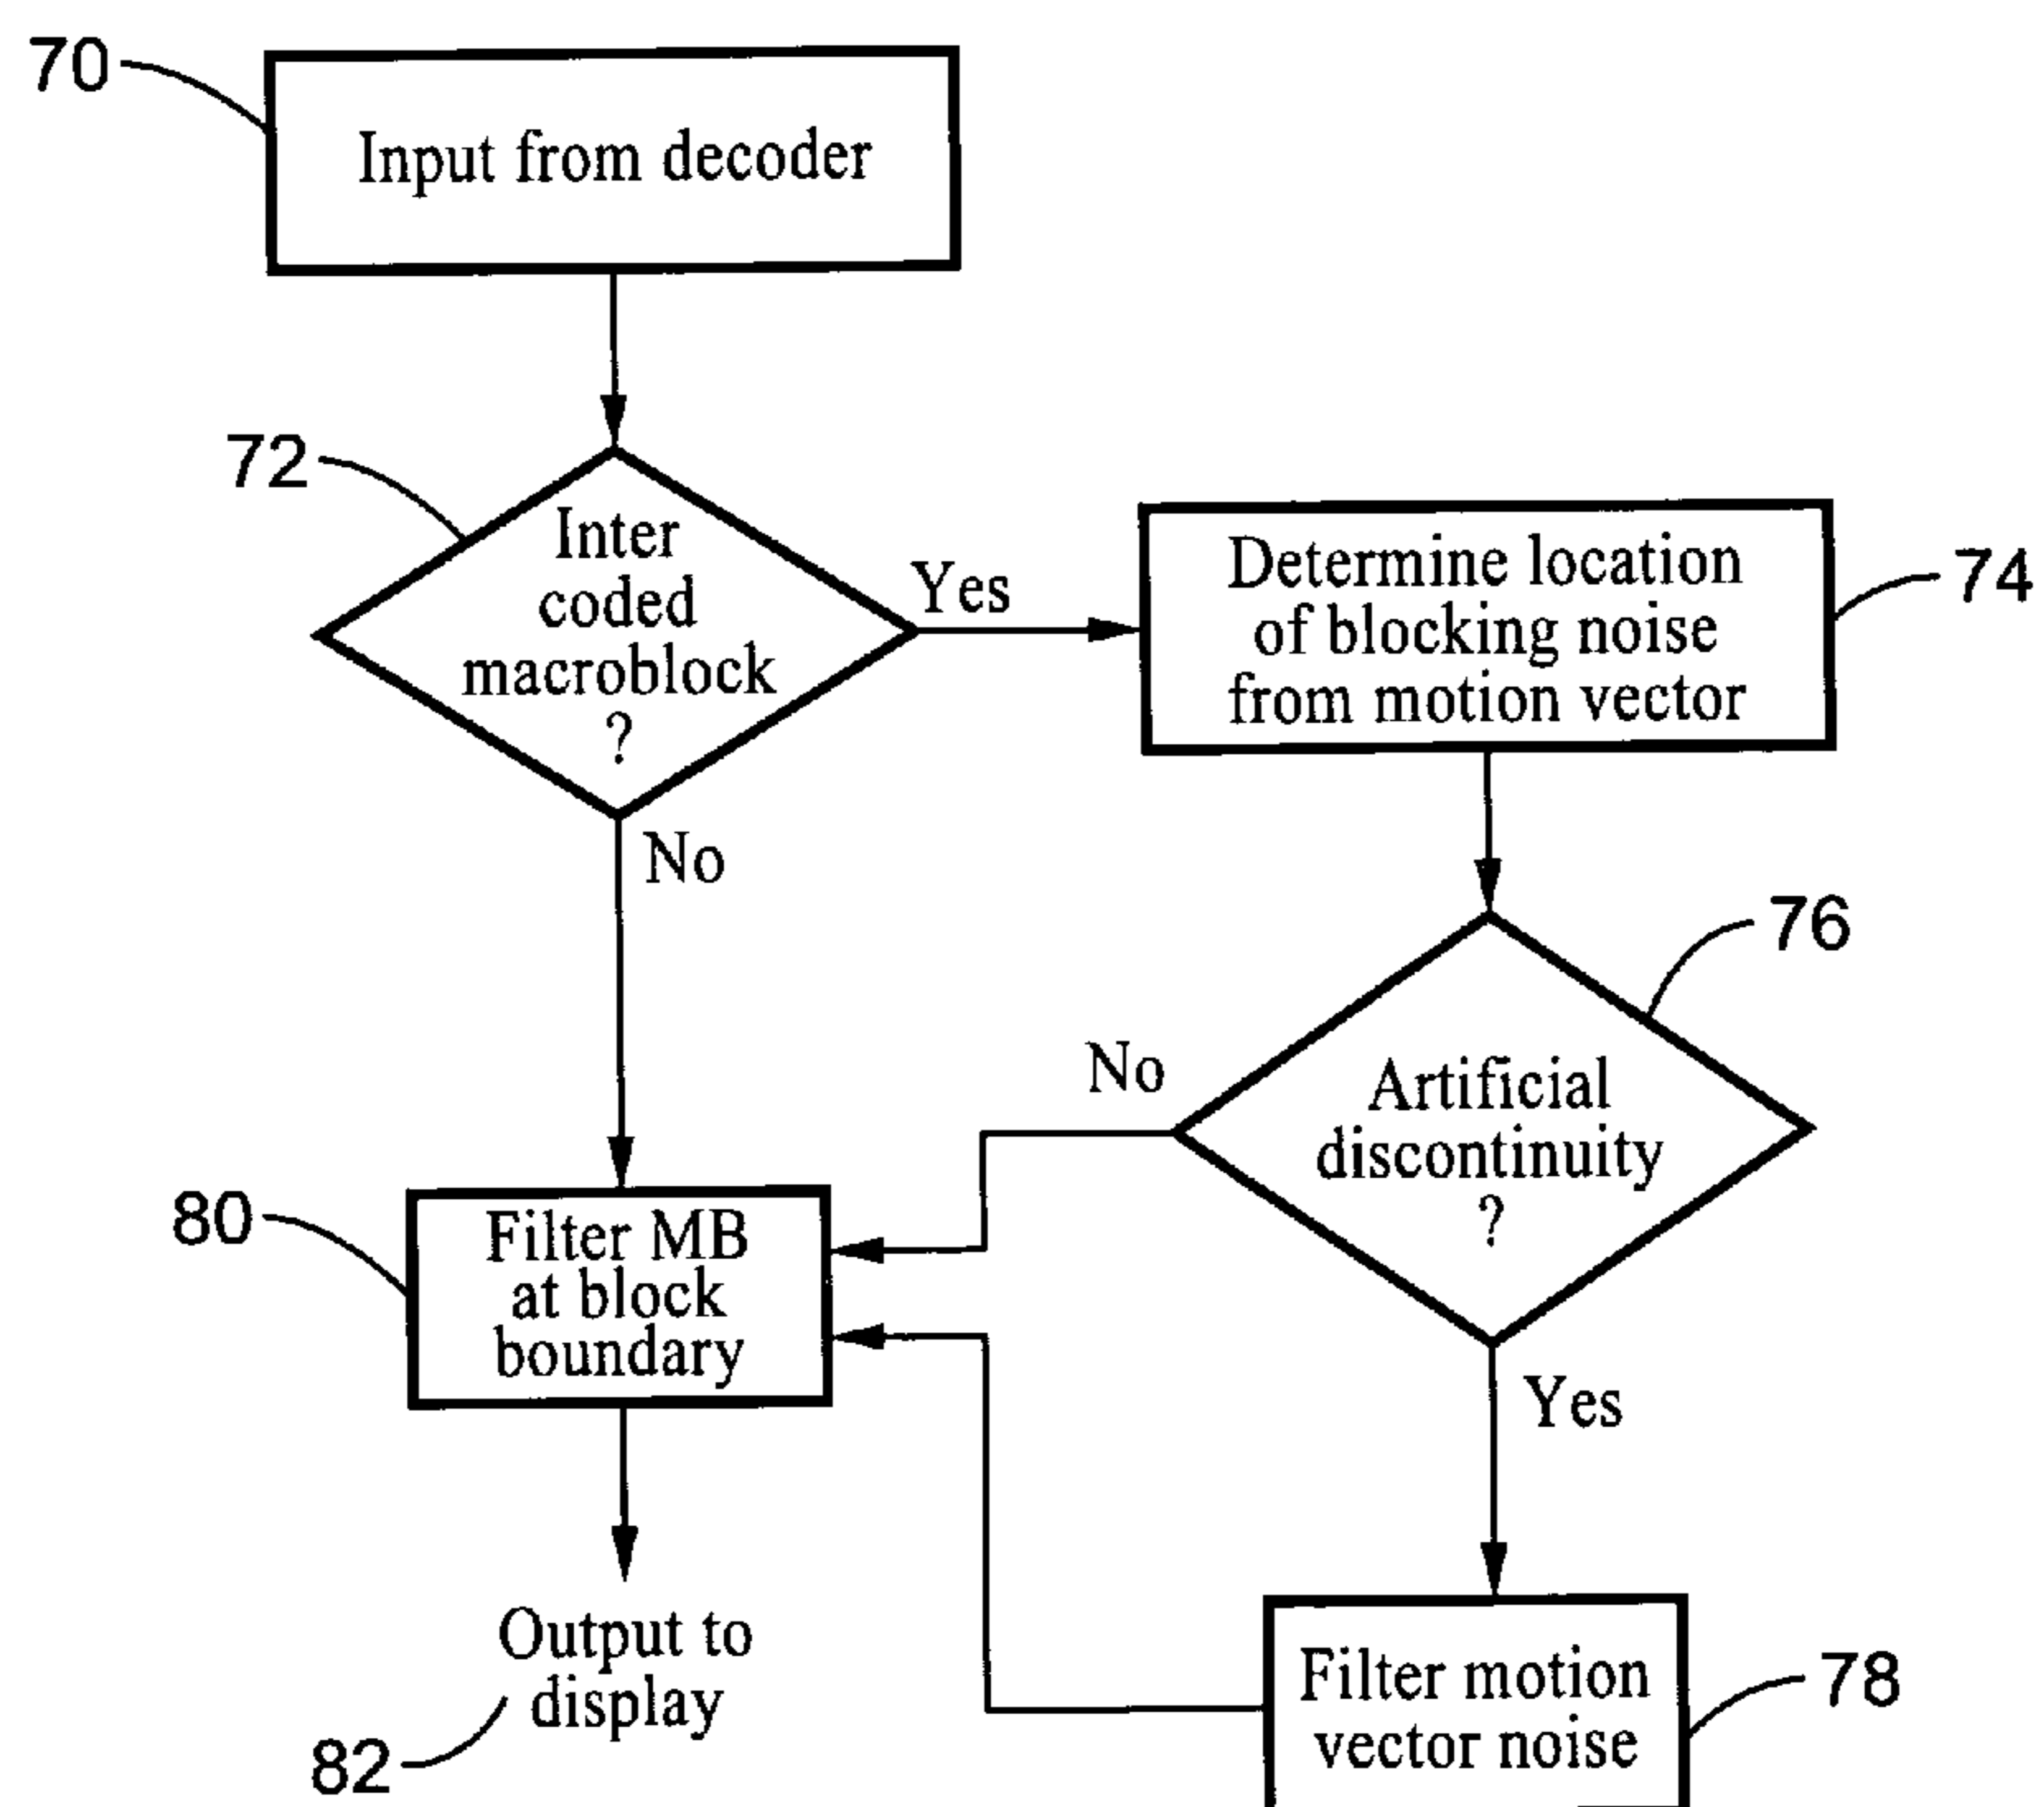 70
Input from decoder
72
Inter
coded
macroblock
?
Yes
No
Determine location
of blocking noise
from motion vector
74
76
Artificial
discontinuity
?
No
Yes
80
Filter MB
at block
boundary
Filter motion
vector noise
78
Output to
display
82